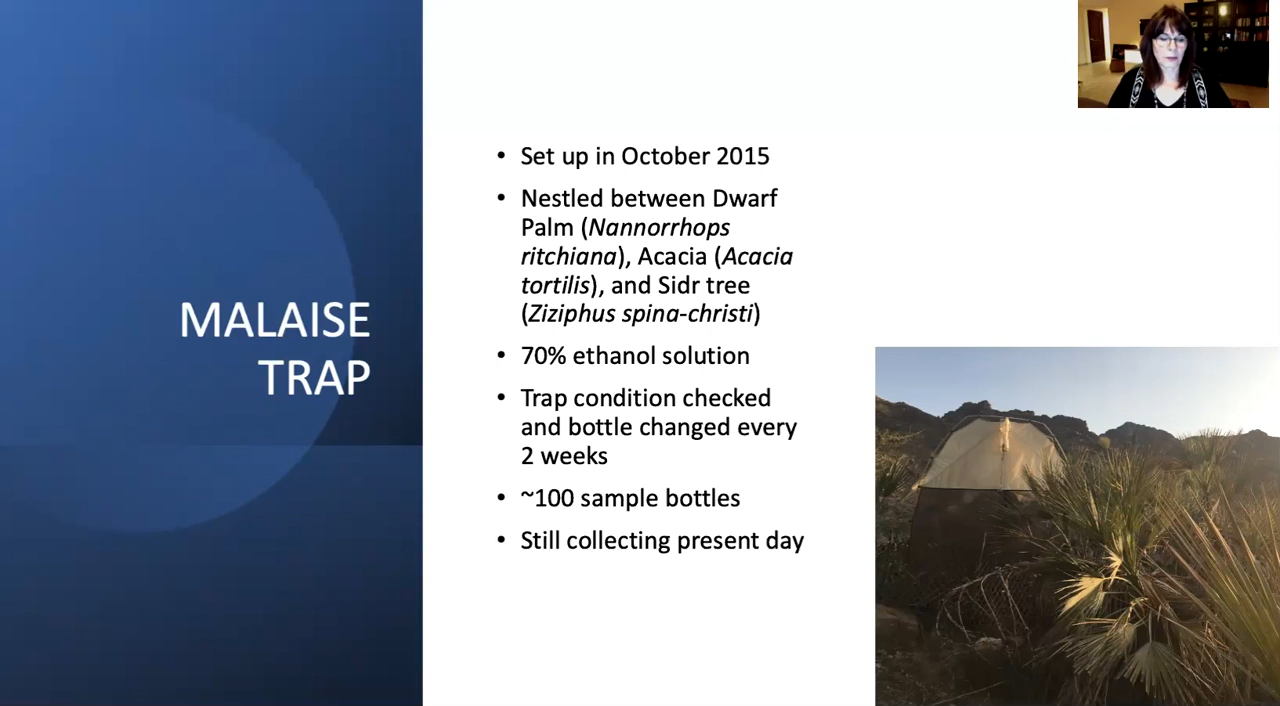 MALAISE
TRAP
• Set up in October 2015
• Nestled between Dwarf
Palm (Nannorrhops
ritchiana), Acacia (Acacia
tortilis), and Sidr tree
(Ziziphus spina-christi)
• 70% ethanol solution
• Trap condition checked
and bottle changed every
2 weeks
• ~100 sample bottles
• Still collecting present day